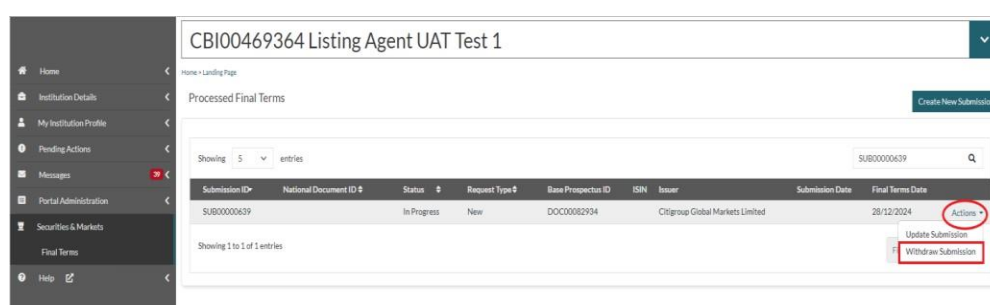 CBI00469364 Listing Agent UAT Test 1
Home
Institution Details
My Institution Profile
Pending Actions
Messages 39
Portal Administration
Securities & Markets
Final Terms
Help
Home > Landing Page
Processed Final Terms
Create New Submissio
Showing 5 entries
SUB00000639
Submission ID National Document ID Status Request Type Base Prospectus ID ISIN Issuer Submission Date Final Terms Date
SUB00000639 In Progress New DOC00082934 Citigroup Global Markets Limited 28/12/2024 Actions
Update Submission
Withdraw Submission
Showing 1 to 1 of 1 entries